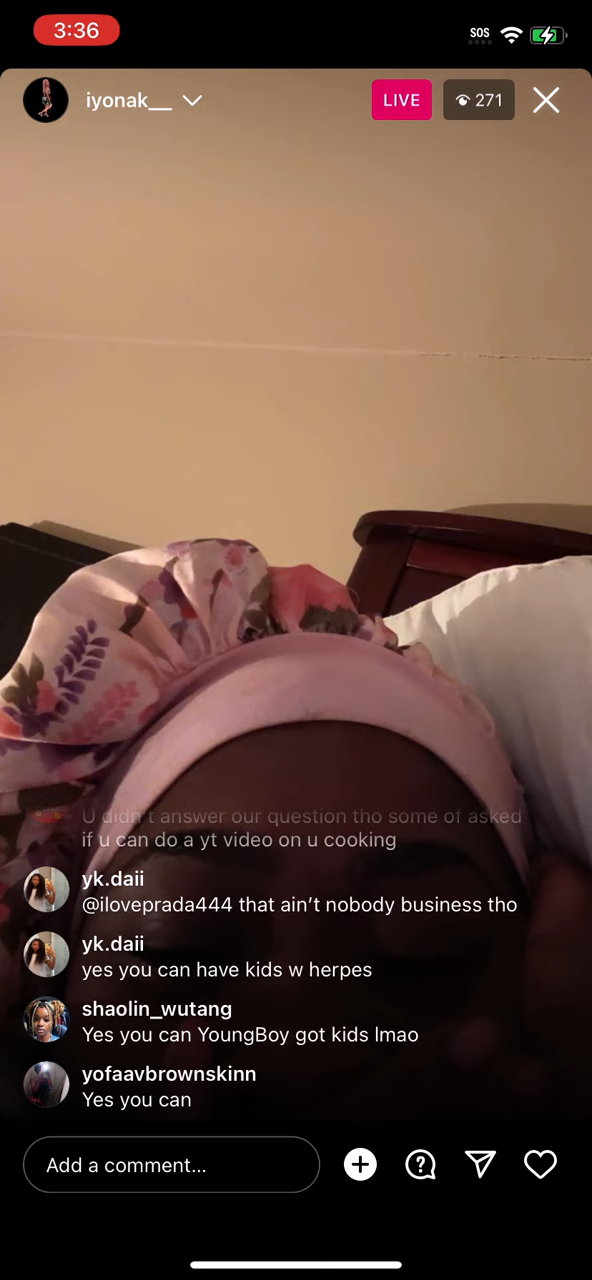 3:36
SOS
iyonak__
LIVE
271
U didn't answer our question tho some of asked
if u can do a yt video on u cooking
yk.daii
@iloveprada444 that ain't nobody business tho
yk.daii
yes you can have kids w herpes
shaolin_wutang
Yes you can YoungBoy got kids lmao
yofaavbrownskinn
Yes you can
Add a comment...